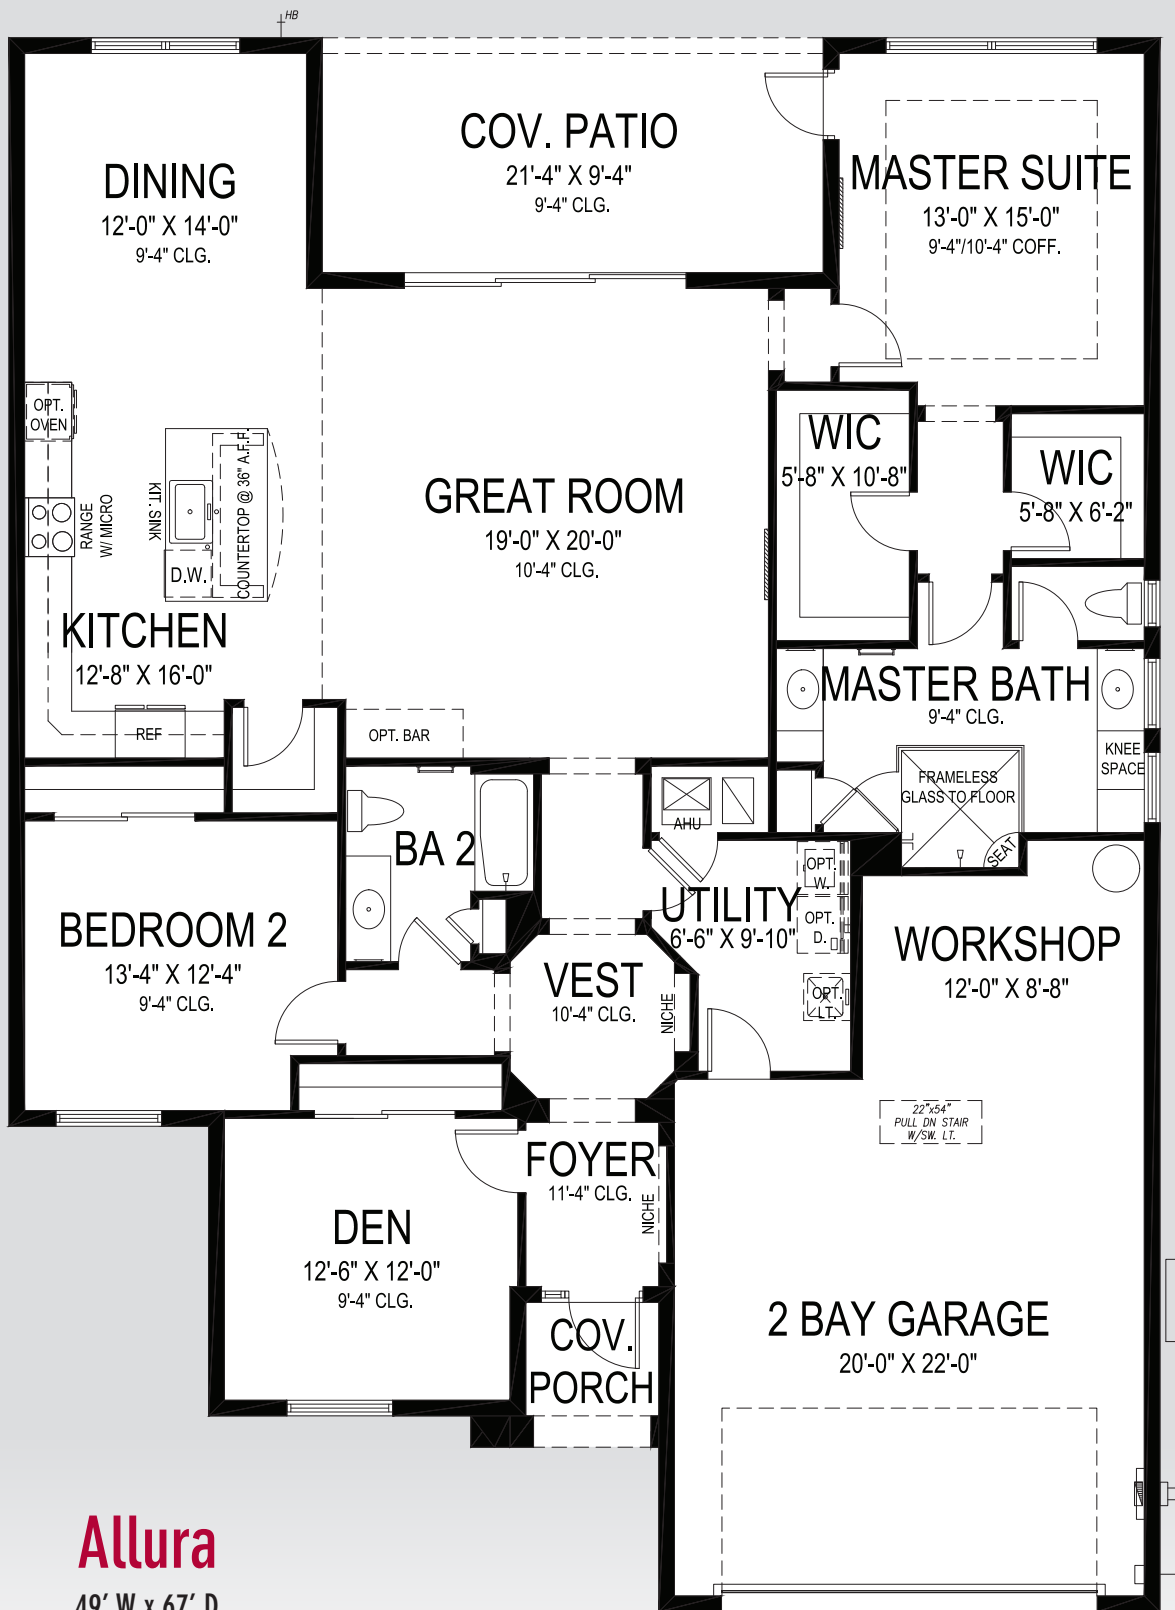 HB
COV. PATIO
21'-4" X 9'-4"
9'-4" CLG.
DINING
12'-0" X 14'-0"
9'-4" CLG.
MASTER SUITE
13'-0" X 15'-0"
9'-4"/10'-4" COFF.
OPT.
OVEN
RANGE
W/ MICRO
KIT. SINK
D.W.
COUNTERTOP @ 36" A.F.F.
KITCHEN
12'-8" X 16'-0"
REF
GREAT ROOM
19'-0" X 20'-0"
10'-4" CLG.
OPT. BAR
WIC
5'-8" X 10'-8"
WIC
5'-8" X 6'-2"
MASTER BATH
9'-4" CLG.
KNEE
SPACE
FRAMELESS
GLASS TO FLOOR
SEAT
AHU
BA 2
BEDROOM 2
13'-4" X 12'-4"
9'-4" CLG.
UTILITY
6'-6" X 9'-10"
OPT.
W.
OPT.
D.
OPT.
LT.
VEST
10'-4" CLG.
NICHE
WORKSHOP
12'-0" X 8'-8"
22"x54"
PULL DN STAIR
W/SW. LT.
FOYER
11'-4" CLG.
NICHE
DEN
12'-6" X 12'-0"
9'-4" CLG.
COV.
PORCH
2 BAY GARAGE
20'-0" X 22'-0"
Allura
49' W x 67' D